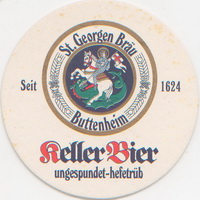 St. Georgen Bräu
Seit 1624
Buttenheim
Keller Bier
ungespundet-hefetrüb